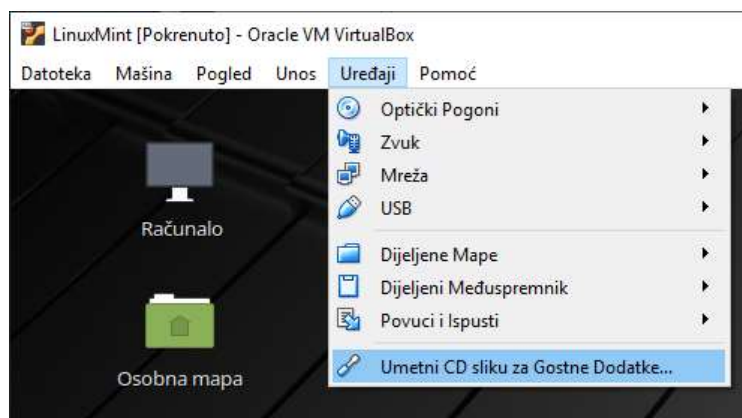 LinuxMint [Pokrenuto] - Oracle VM VirtualBox
Datoteka Mašina Pogled Unos Uređaji Pomoć
Optički Pogoni
Zvuk
Mreža
USB
Dijeljene Mape
Dijeljeni Međuspremnik
Povuci i Ispusti
Umetni CD sliku za Gostne Dodatke...
Računalo
Osobna mapa